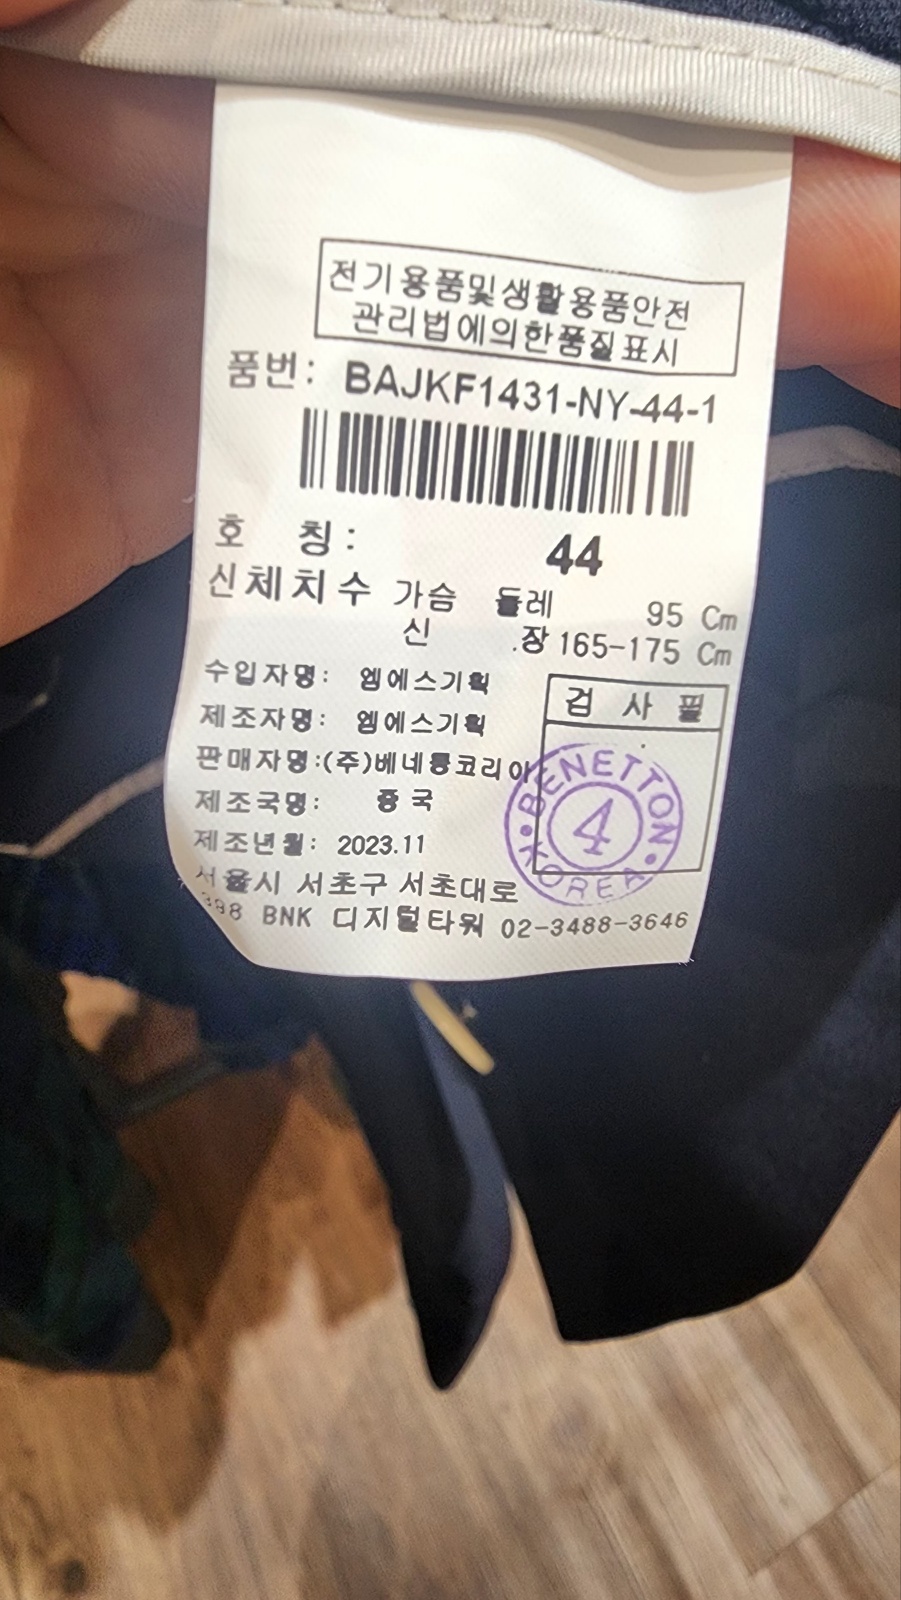 전기용품및생활용품안전
관리법에의한품질표시
품번: BAJKF1431-NY-44-1
호 칭: 44
신체치수 가슴 둘레 95 Cm
신 장 165-175 Cm
수입자명: 엠에스기획
제조자명: 엠에스기획
판매자명:(주)베네통코리아
제조국명: 중국
제조년월: 2023.11
서울시 서초구 서초대로
398 BNK 디지털타워 02-3488-3646
검 사 필
BENETTON
4
KOREA